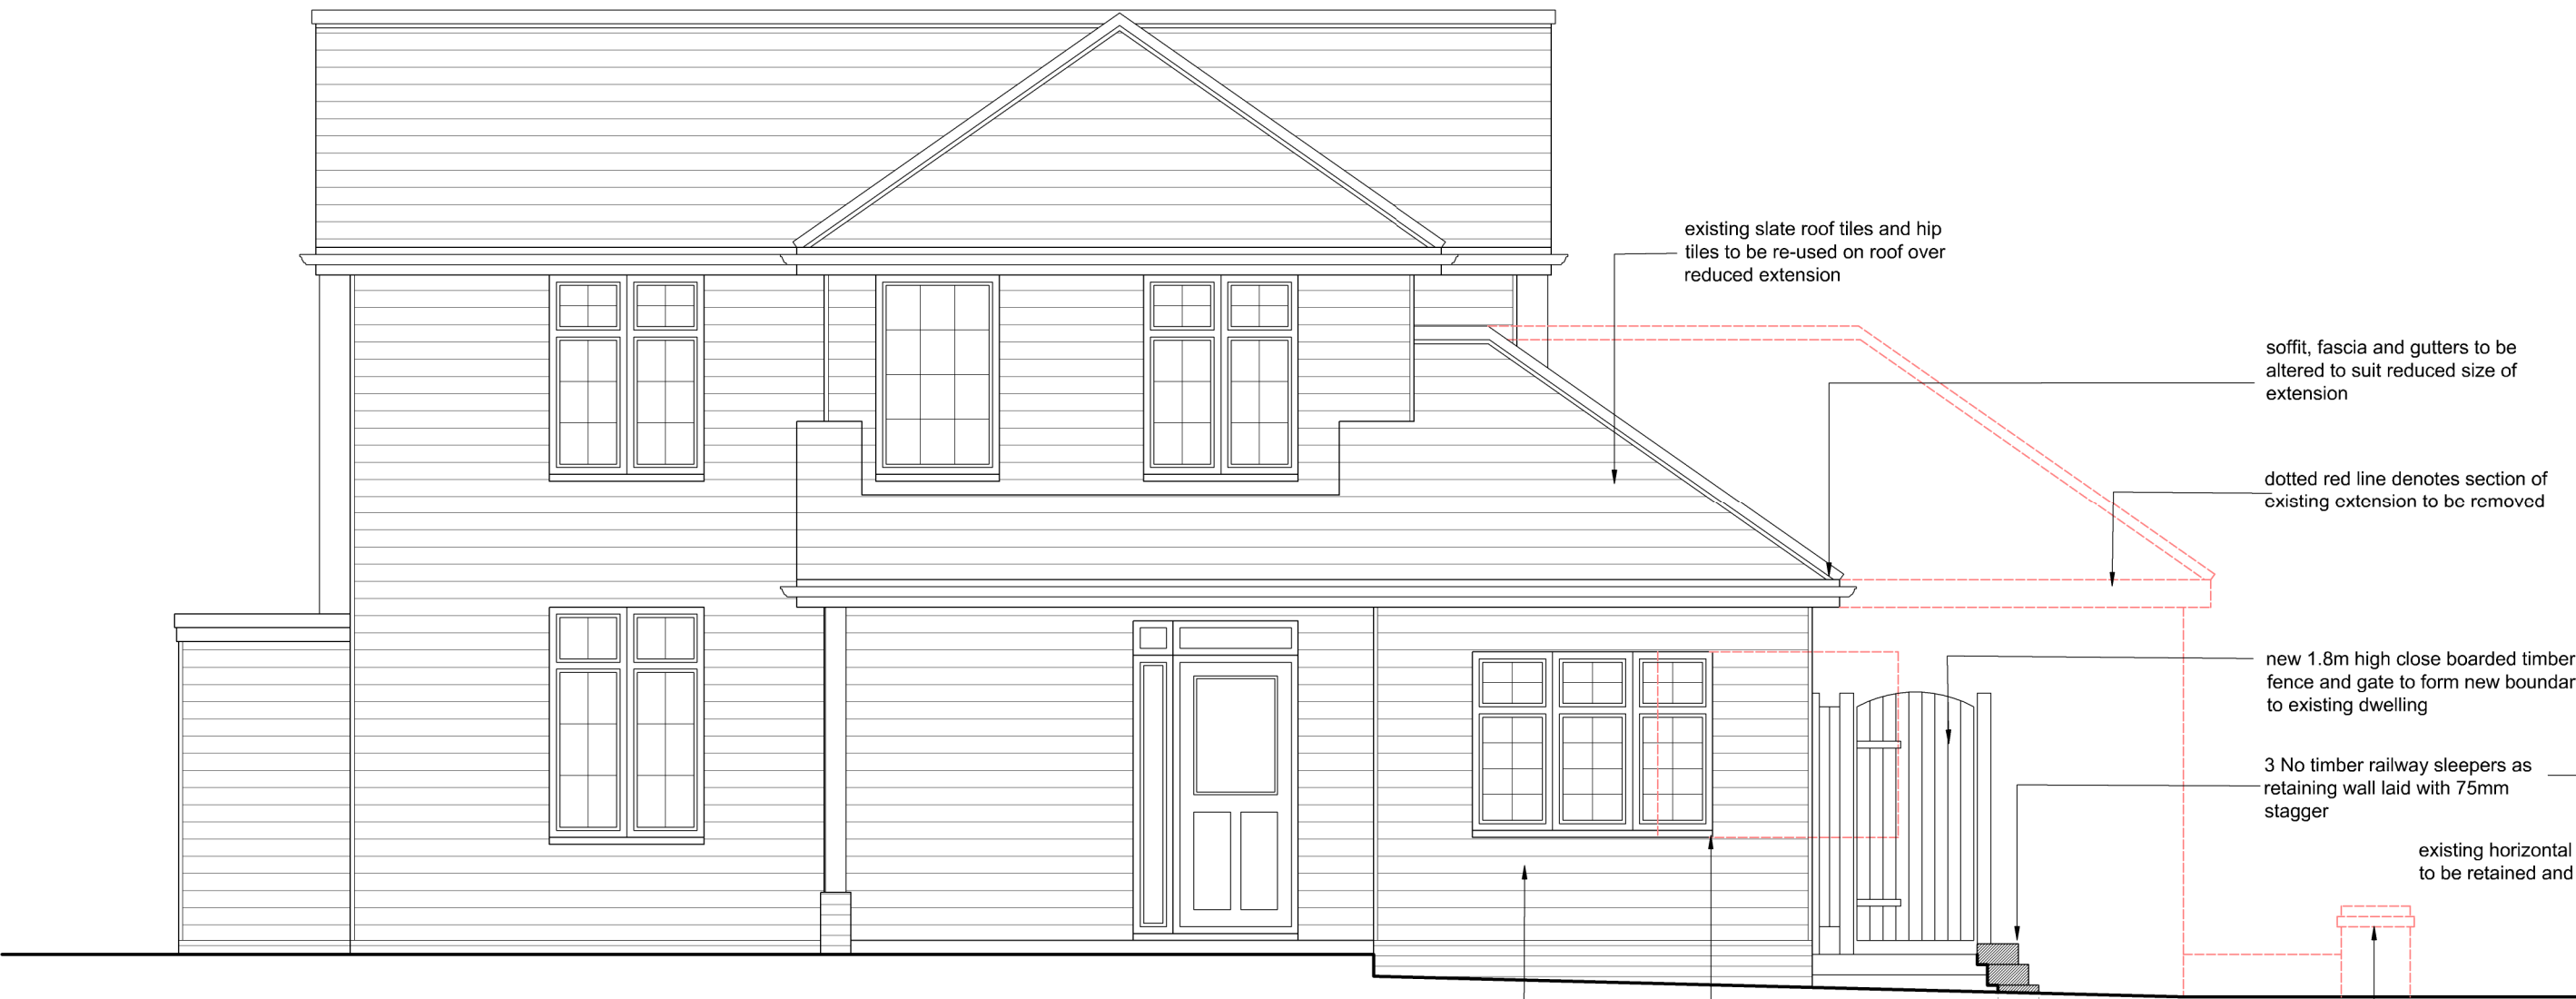 existing slate roof tiles and hip
tiles to be re-used on roof over
reduced extension
soffit, fascia and gutters to be
altered to suit reduced size of
extension
dotted red line denotes section of
existing extension to be removed
new 1.8m high close boarded timber
fence and gate to form new boundar
to existing dwelling
3 No timber railway sleepers as
retaining wall laid with 75mm
stagger
existing horizontal
to be retained and